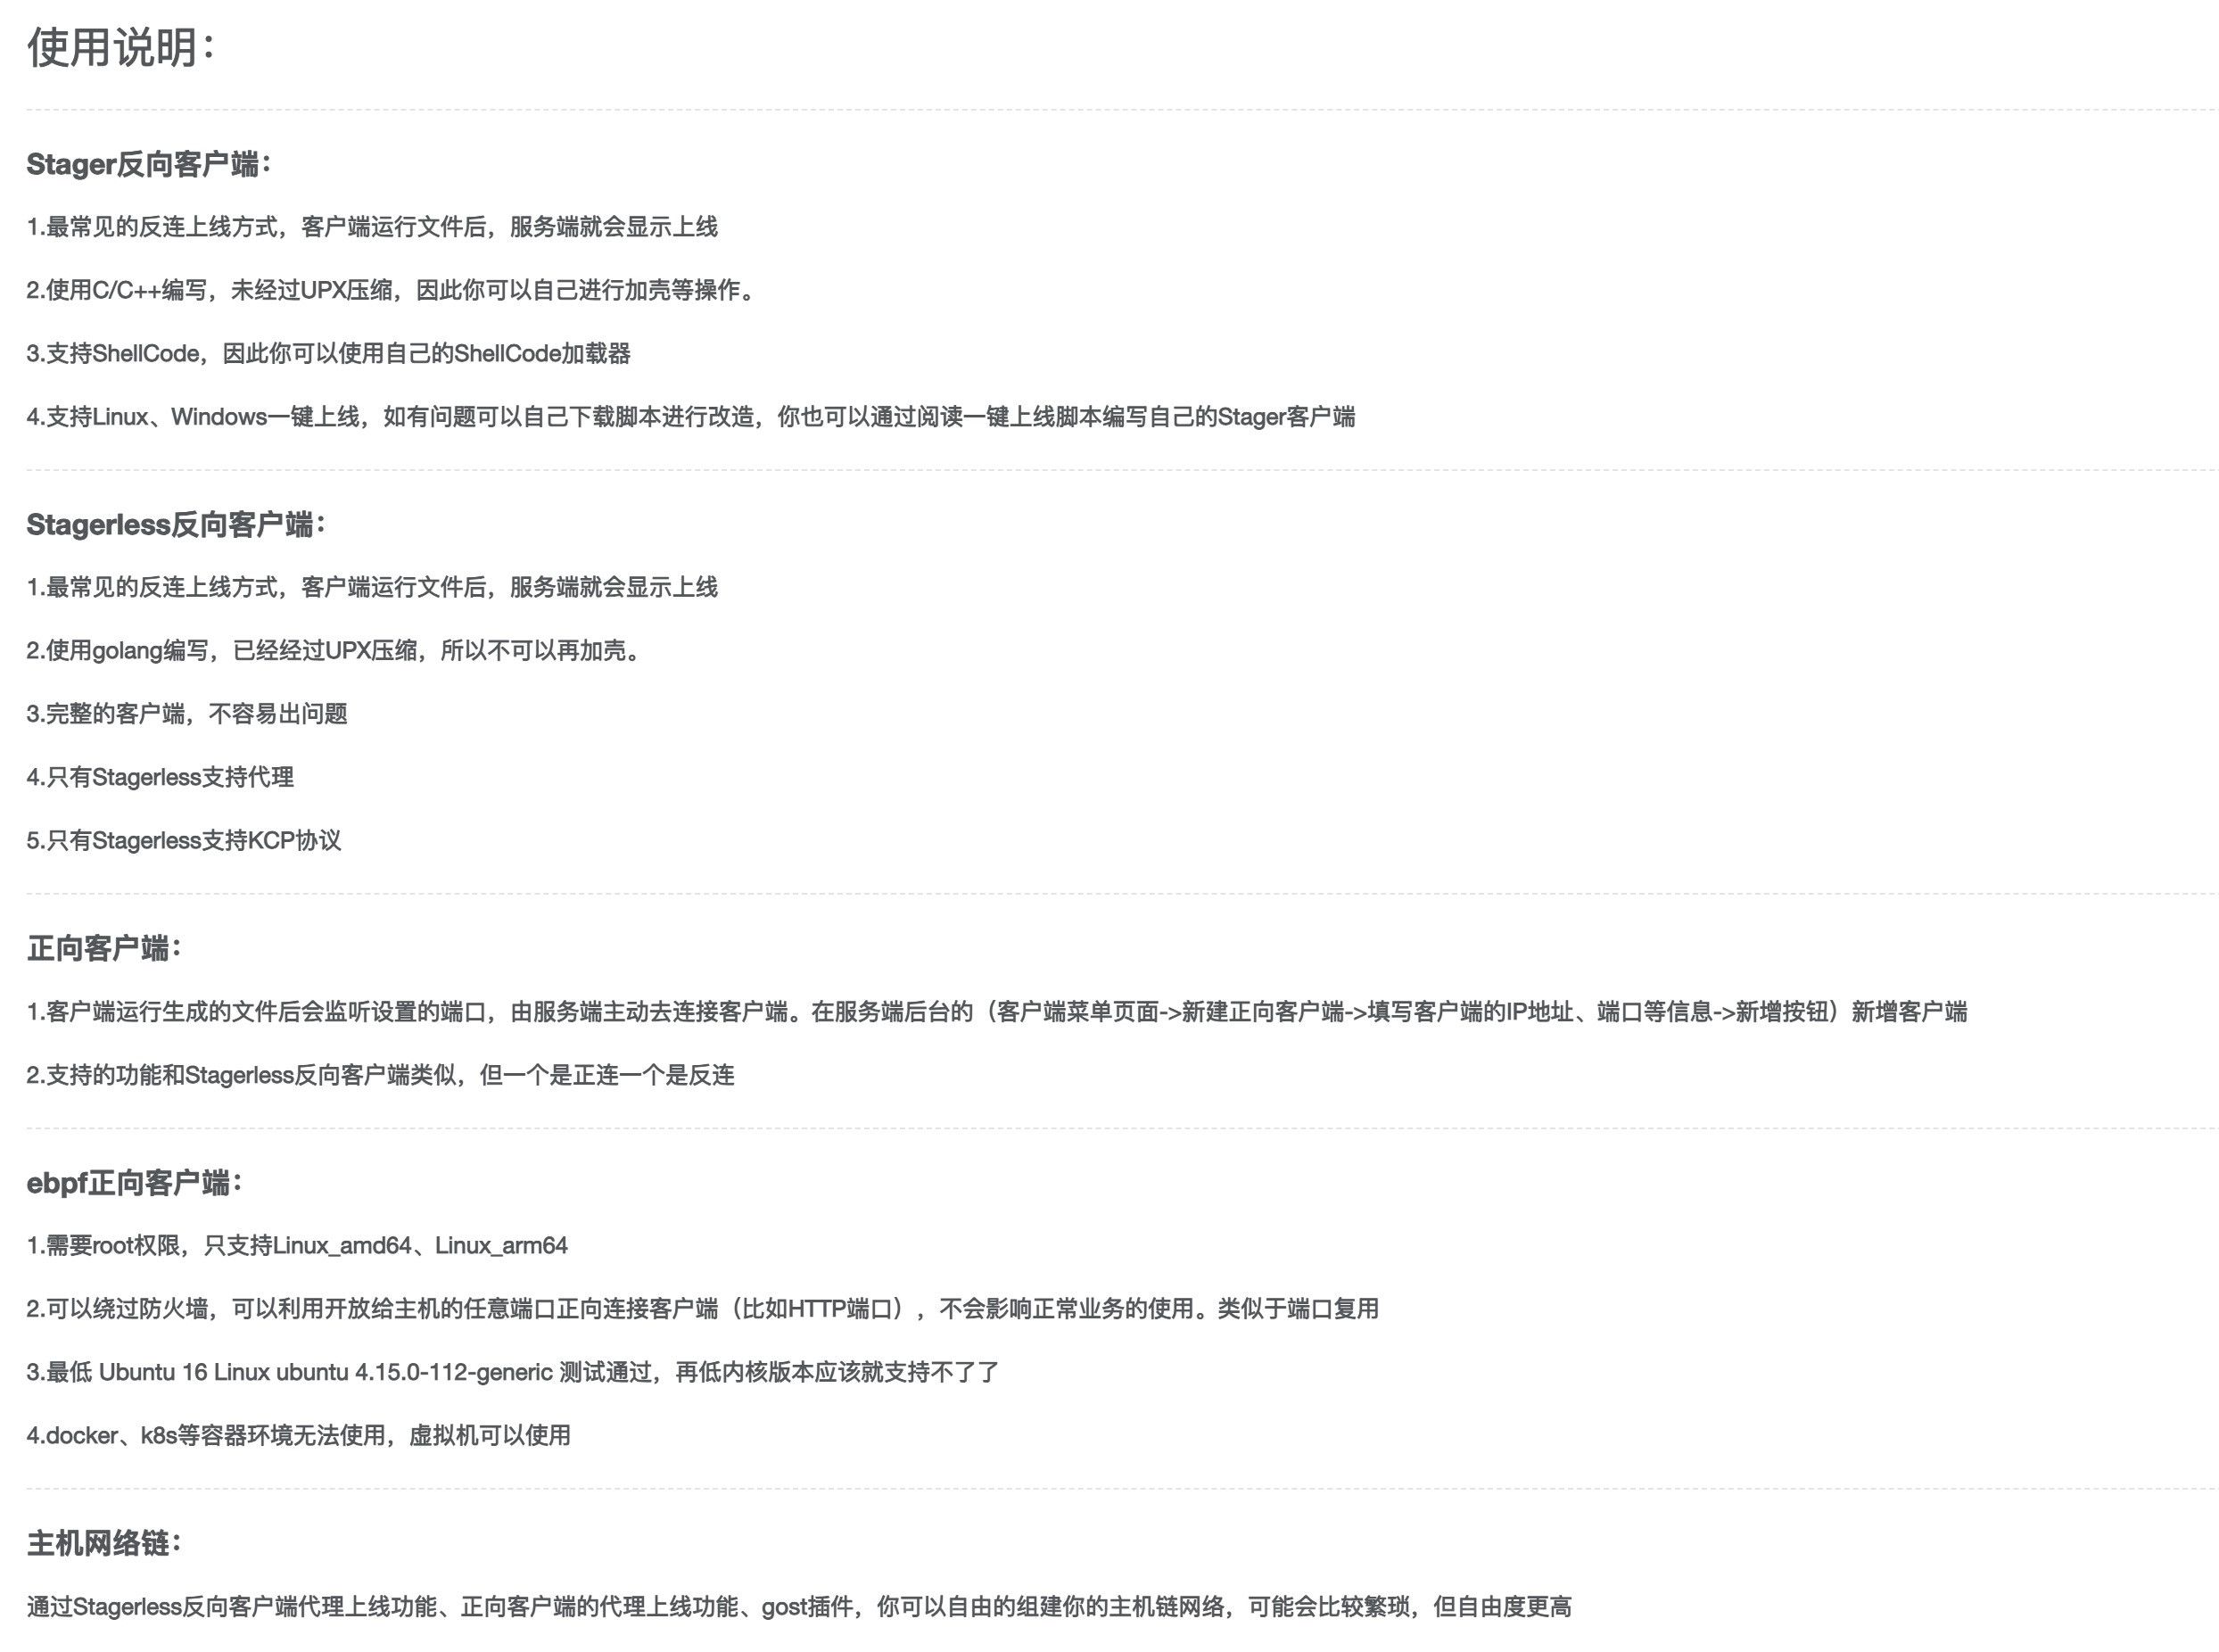 使用说明：
Stager反向客户端：
1.最常见的反连上线方式，客户端运行文件后，服务端就会显示上线
2.使用C/C++编写，未经过UPX压缩，因此你可以自己进行加壳等操作。
3.支持ShellCode，因此你可以使用自己的ShellCode加载器
4.支持Linux、Windows一键上线，如有问题可以自己下载脚本进行改造，你也可以通过阅读一键上线脚本编写自己的Stager客户端
Stagerless反向客户端：
1.最常见的反连上线方式，客户端运行文件后，服务端就会显示上线
2.使用golang编写，已经经过UPX压缩，所以不可以再加壳。
3.完整的客户端，不容易出问题
4.只有Stagerless支持代理
5.只有Stagerless支持KCP协议
正向客户端：
1.客户端运行生成的文件后会监听设置的端口，由服务端主动去连接客户端。在服务端后台的（客户端菜单页面->新建正向客户端->填写客户端的IP地址、端口等信息->新增按钮）新增客户端
2.支持的功能和Stagerless反向客户端类似，但一个是正连一个是反连
ebpf正向客户端：
1.需要root权限，只支持Linux_amd64、Linux_arm64
2.可以绕过防火墙，可以利用开放给主机的任意端口正向连接客户端（比如HTTP端口），不会影响正常业务的使用。类似于端口复用
3.最低 Ubuntu 16 Linux ubuntu 4.15.0-112-generic 测试通过，再低内核版本应该就支持不了了
4.docker、k8s等容器环境无法使用，虚拟机可以使用
主机网络链：
通过Stagerless反向客户端代理上线功能、正向客户端的代理上线功能、gost插件，你可以自由的组建你的主机链网络，可能会比较繁琐，但自由度更高